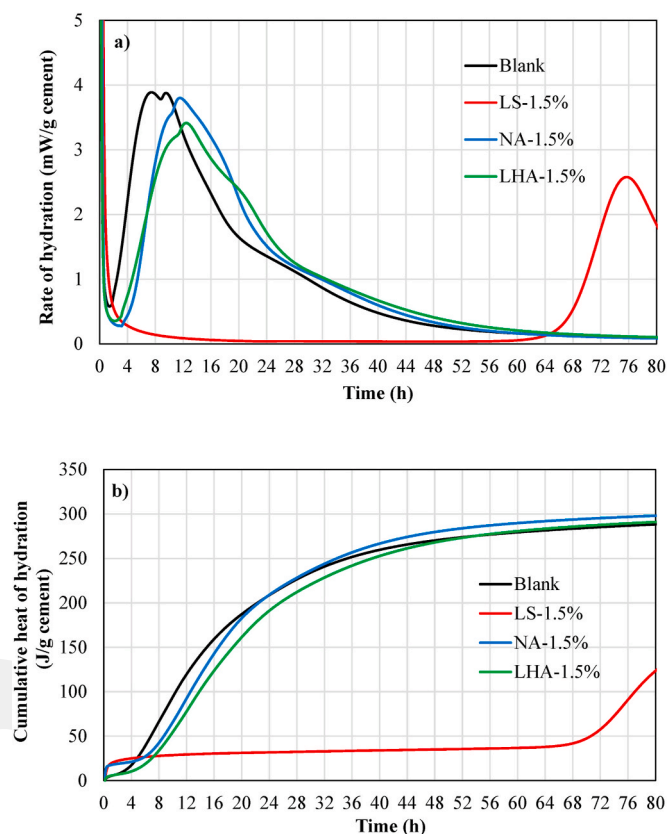 5
a)
4
Blank
LS-1.5%
3
NA-1.5%
LHA-1.5%
2
1
0
Rate of hydration (mW/g cement)
0 4 8 12 16 20 24 28 32 36 40 44 48 52 56 60 64 68 72 76 80
Time (h)
350
b)
300
250
Blank
200
LS-1.5%
NA-1.5%
150
LHA-1.5%
100
50
0
Cumulative heat of hydration
(J/g cement)
0 4 8 12 16 20 24 28 32 36 40 44 48 52 56 60 64 68 72 76 80
Time (h)